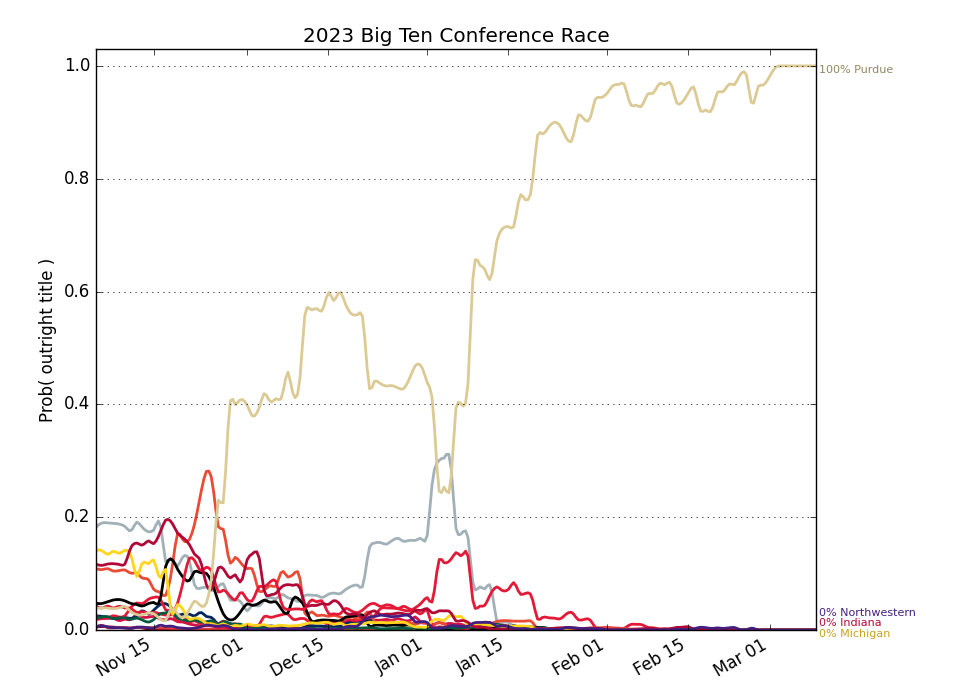 2023 Big Ten Conference Race
1.0
100% Purdue
0.8
0.6
Prob( outright title )
0.4
0.2
0% Northwestern
0% Indiana
0.0
0% Michigan
Nov 15
Dec 01
Dec 15
Jan 01
Jan 15
Feb 01
Feb 15
Mar 01